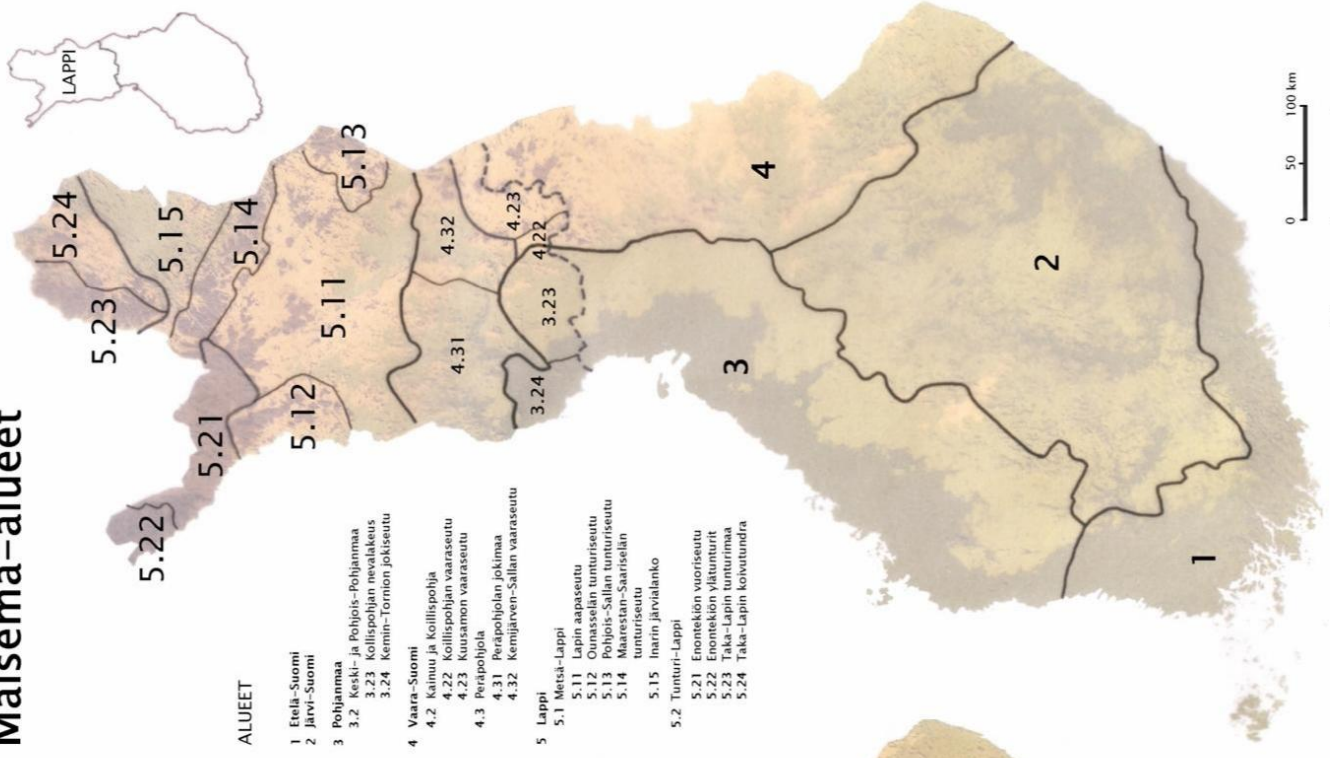 Maisema-alueet
LAPPI
ALUEET
1 Etelä-Suomi
2 Järvi-Suomi
3 Pohjanmaa
3.2 Keski- ja Pohjois-Pohjanmaa
3.23 Kollispohjan nevalakeus
3.24 Kemin-Tornion jokiseutu
4 Vaara-Suomi
4.2 Kainuu ja Koillispohja
4.22 Koillispohjan vaaraseutu
4.23 Kuusamon vaaraseutu
4.3 Peräpohjola
4.31 Peräpohjolan jokimaa
4.32 Kemijärven-Sallan vaaraseutu
5 Lappi
5.1 Metsä-Lappi
5.11 Lapin aapaseutu
5.12 Ounasselän tunturiseutu
5.13 Pohjois-Sallan tunturiseutu
5.14 Maarestan-Saariselän
tunturiseutu
5.15 Inarin järvialanko
5.2 Tunturi-Lappi
5.21 Enontekiön vuoriseutu
5.22 Enontekiön ylätunturit
5.23 Taka-Lapin tunturimaa
5.24 Taka-Lapin koivutundra
5.22
5.21
5.23
5.24
5.15
5.14
5.13
5.12
5.11
4.31
4.32
3.24
3.23
4.22
4.23
3
4
2
1
0 50 100 km